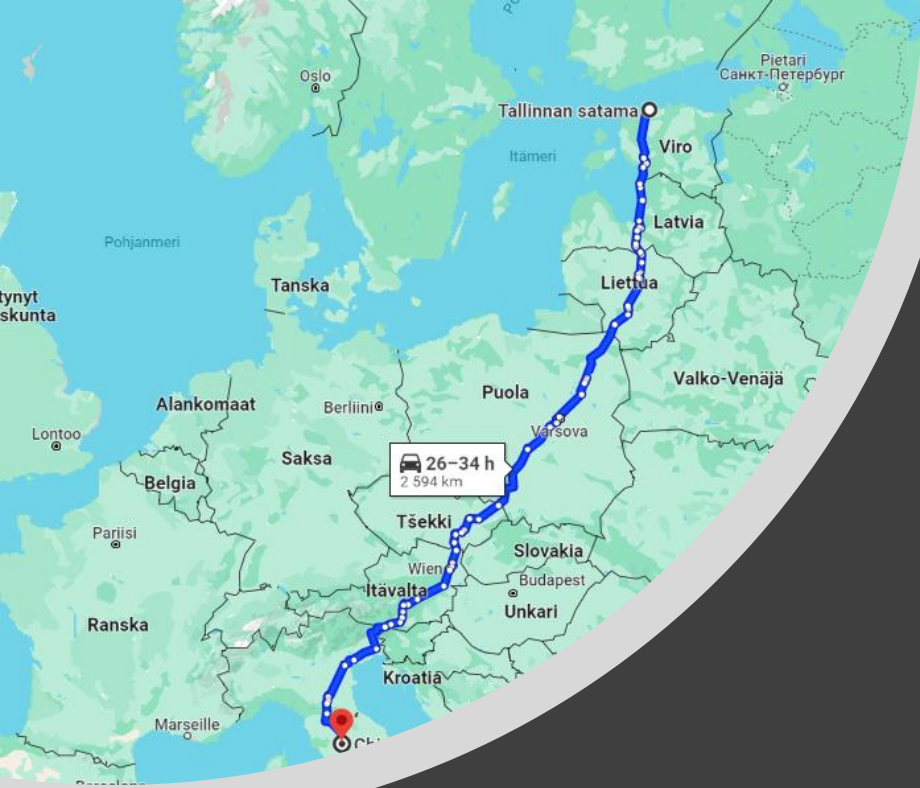 Oslo
Pietari
Санкт-Петербург
Tallinnan satama
Viro
Itämeri
Latvia
Pohjanmeri
Tanska
Liettua
tynyt
skunta
Puola
Valko-Venäjä
Alankomaat
Berliini
Varsova
Lontoo
Saksa
26–34 h
2 594 km
Belgia
Tšekki
Pariisi
Slovakia
Wien
Budapest
Itävalta
Unkari
Ranska
Kroatia
Marseille